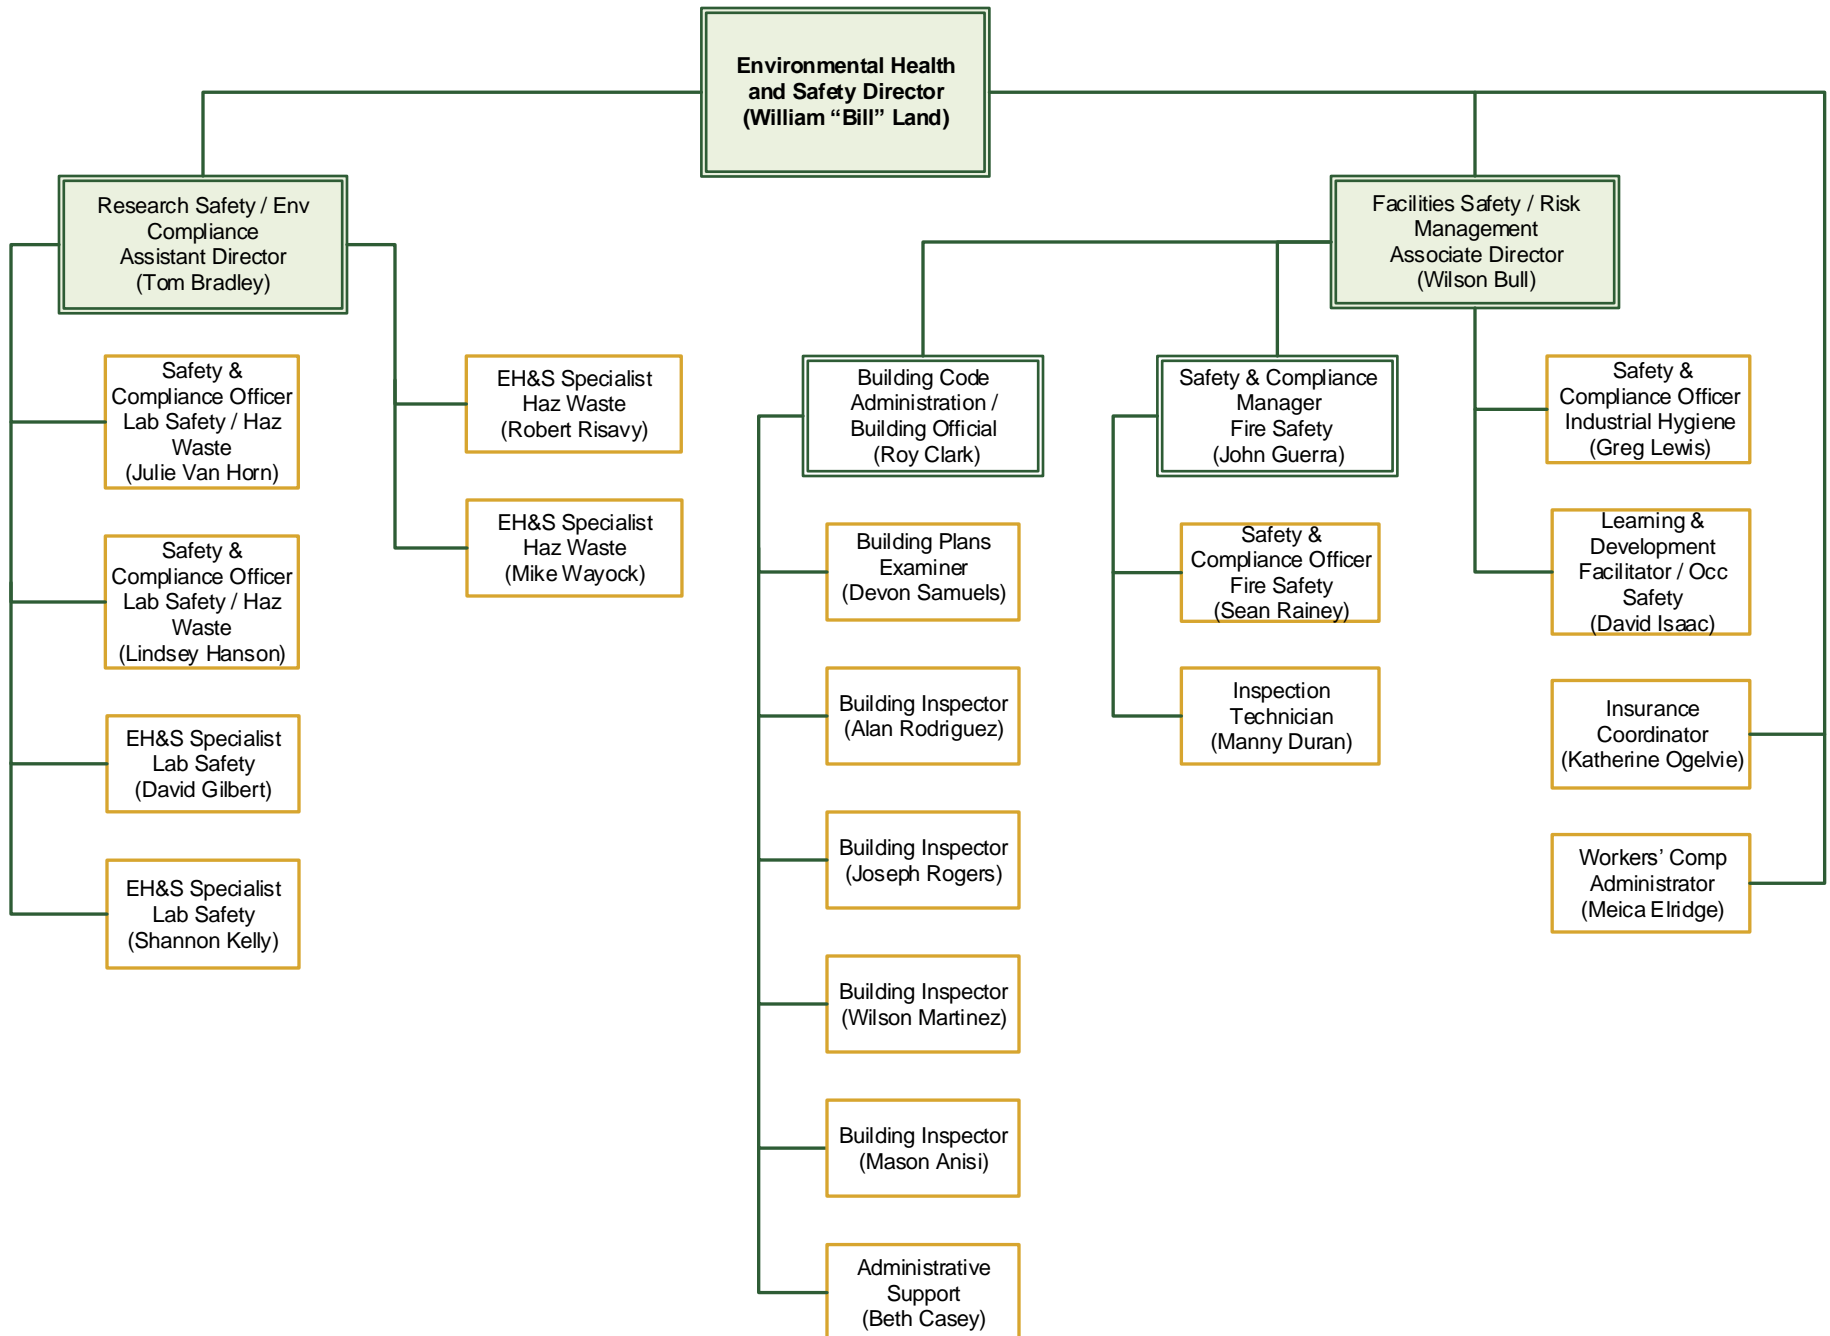 Environmental Health
and Safety Director
(William “Bill” Land)
Research Safety / Env
Compliance
Assistant Director
(Tom Bradley)
Facilities Safety / Risk
Management
Associate Director
(Wilson Bull)
Safety &
Compliance Officer
Lab Safety / Haz
Waste
(Julie Van Horn)
Safety &
Compliance Officer
Lab Safety / Haz
Waste
(Lindsey Hanson)
EH&S Specialist
Lab Safety
(David Gilbert)
EH&S Specialist
Lab Safety
(Shannon Kelly)
EH&S Specialist
Haz Waste
(Robert Risavy)
EH&S Specialist
Haz Waste
(Mike Wayock)
Building Code
Administration /
Building Official
(Roy Clark)
Building Plans
Examiner
(Devon Samuels)
Building Inspector
(Alan Rodriguez)
Building Inspector
(Joseph Rogers)
Building Inspector
(Wilson Martinez)
Building Inspector
(Mason Anisi)
Administrative
Support
(Beth Casey)
Safety & Compliance
Manager
Fire Safety
(John Guerra)
Safety &
Compliance Officer
Fire Safety
(Sean Rainey)
Inspection
Technician
(Manny Duran)
Safety &
Compliance Officer
Industrial Hygiene
(Greg Lewis)
Learning &
Development
Facilitator / Occ
Safety
(David Isaac)
Insurance
Coordinator
(Katherine Ogelvie)
Workers’ Comp
Administrator
(Meica Elridge)